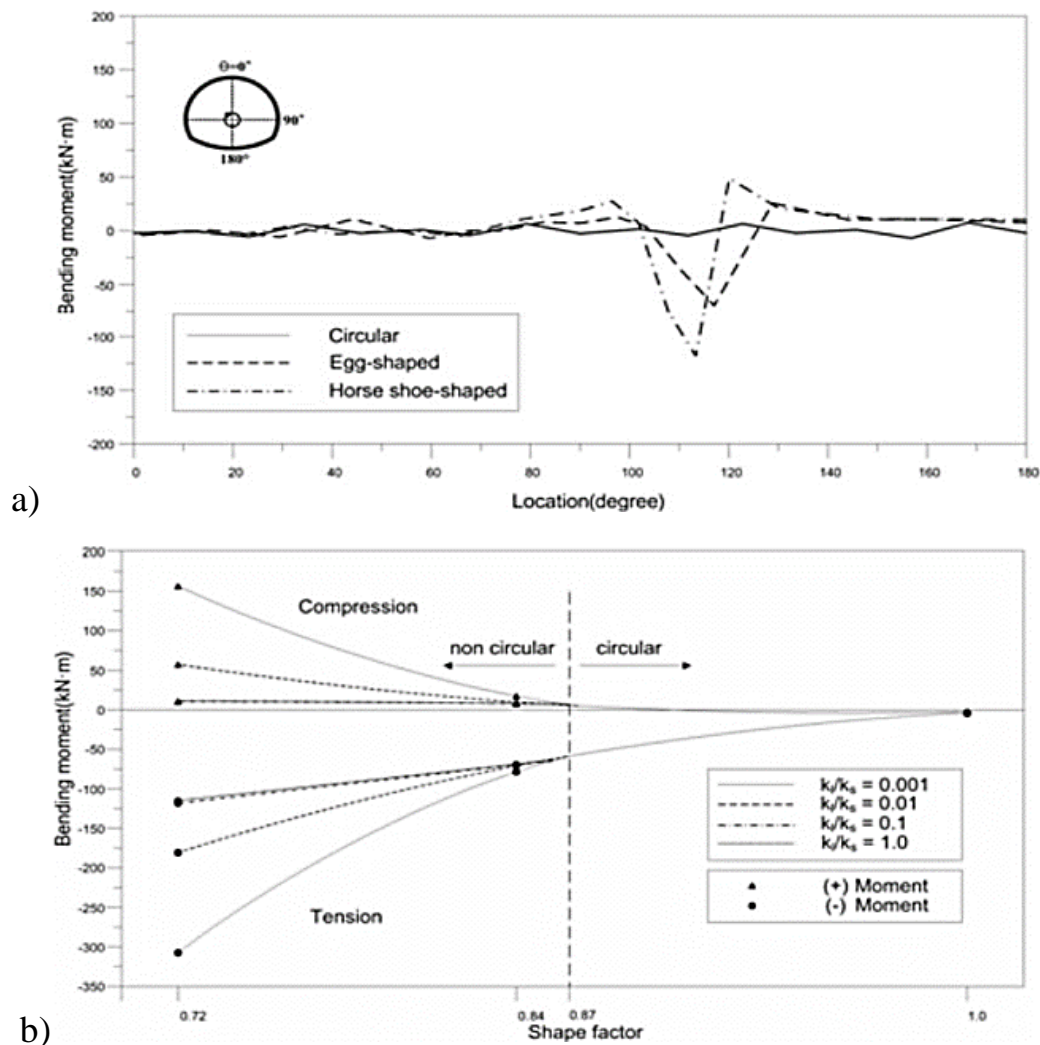 200
150
100
50
0
-50
-100
-150
-200
Bending moment(kN·m)
Θ=0°
90°
180°
Circular
Egg-shaped
Horse shoe-shaped
0 20 40 60 80 100 120 140 160 180
Location(degree)
a)
200
150
100
50
0
-50
-100
-150
-200
-250
-300
-350
Bending moment(kN·m)
Compression
non circular circular
Tension
kₗ/kₛ = 0.001
kₗ/kₛ = 0.01
kₗ/kₛ = 0.1
kₗ/kₛ = 1.0
(+) Moment
(-) Moment
0.72 0.84 0.87 1.0
Shape factor
b)